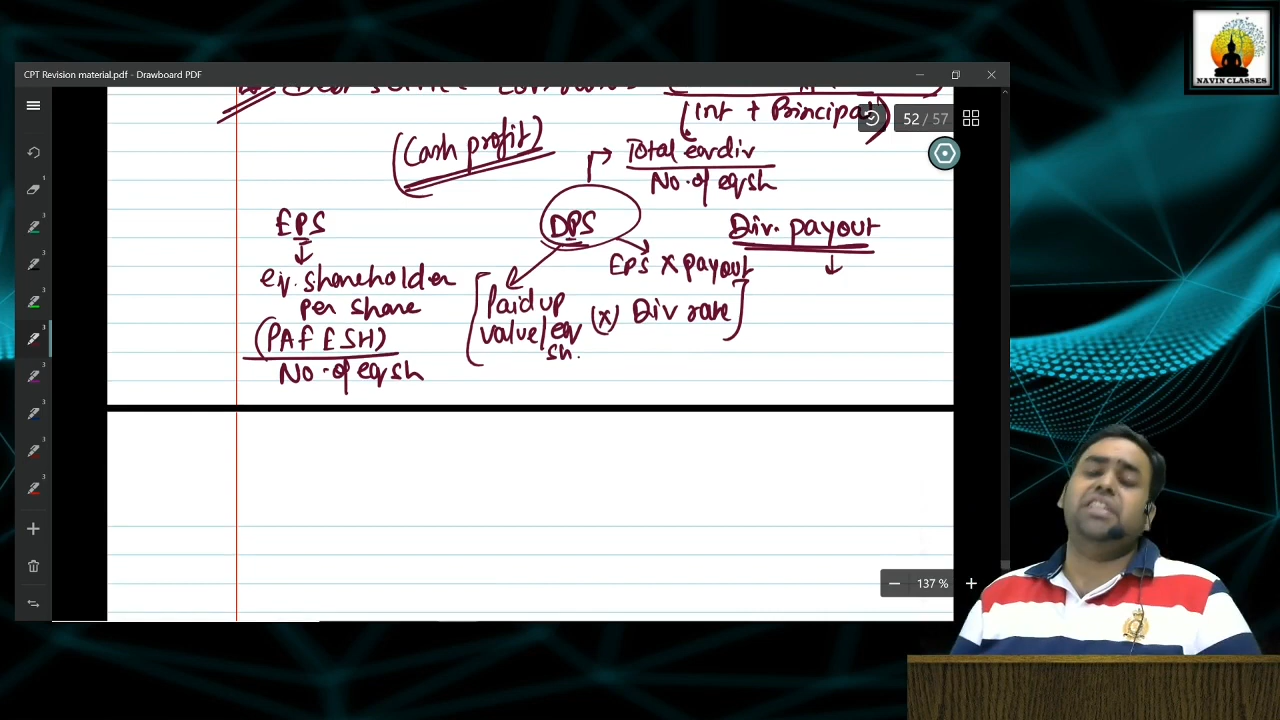 NAVIN CLASSES
CPT Revision material.pdf - Drawboard PDF
(Int + Principal)
52 / 57
(Cash profit)
Total eqv div
No. of eq sh
EPS
DPS
Div. payout
EPS X payout
eq. shareholder
per share
Paid up
value/eq
sh.
(X) Div rate
(PAFESH)
No. of eq sh
137 %